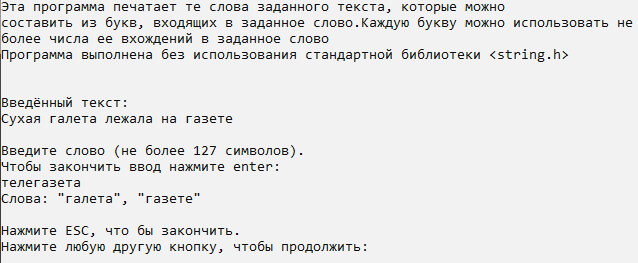 Эта программа печатает те слова заданного текста, которые можно
составить из букв, входящих в заданное слово.Каждую букву можно использовать не
более числа ее вхождений в заданное слово
Программа выполнена без использования стандартной библиотеки <string.h>
Введённый текст:
Сухая галета лежала на газете
Введите слово (не более 127 символов).
Чтобы закончить ввод нажмите enter:
телегазета
Слова: "галета", "газете"
Нажмите ESC, что бы закончить.
Нажмите любую другую кнопку, чтобы продолжить: